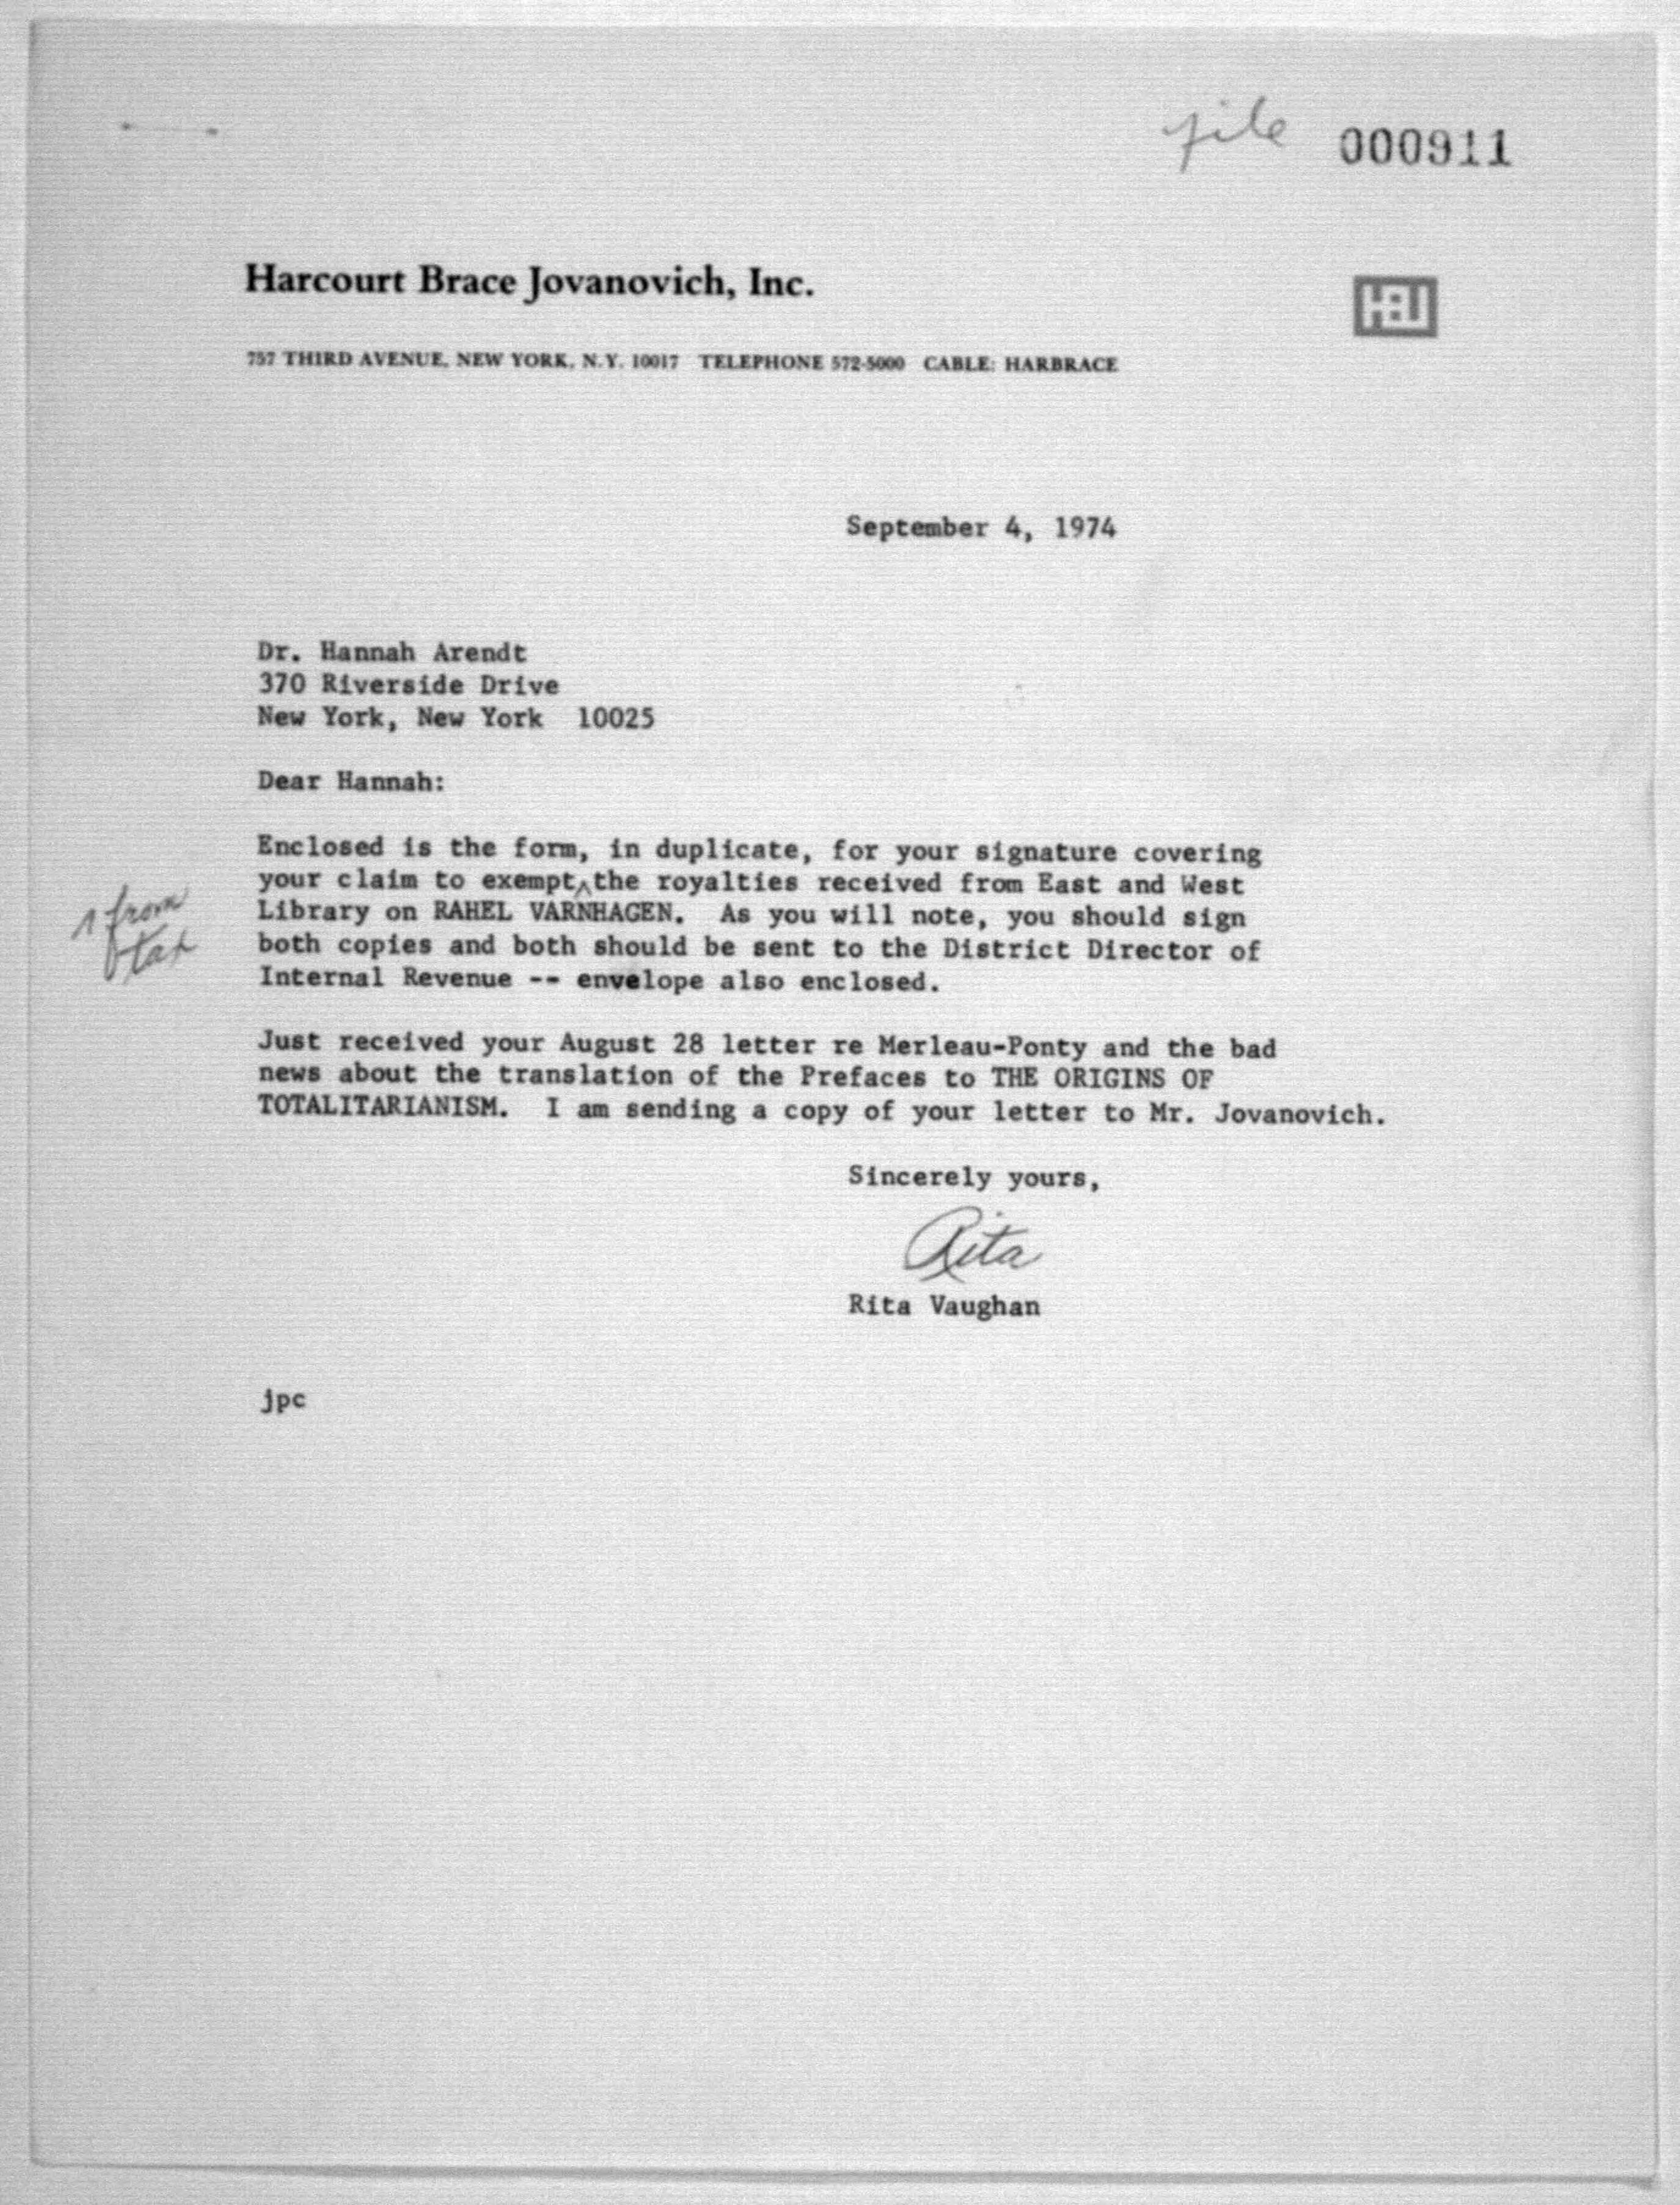 file 000911
Harcourt Brace Jovanovich, Inc.
HBJ
757 THIRD AVENUE, NEW YORK, N.Y. 10017 TELEPHONE 572-5000 CABLE: HARBRACE
September 4, 1974
Dr. Hannah Arendt
370 Riverside Drive
New York, New York 10025
Dear Hannah:
Enclosed is the form, in duplicate, for your signature covering
your claim to exempt^the royalties received from East and West
^ from
tax
Library on RAHEL VARNHAGEN. As you will note, you should sign
both copies and both should be sent to the District Director of
Internal Revenue -- envelope also enclosed.
Just received your August 28 letter re Merleau-Ponty and the bad
news about the translation of the Prefaces to THE ORIGINS OF
TOTALITARIANISM. I am sending a copy of your letter to Mr. Jovanovich.
Sincerely yours,
Rita
Rita Vaughan
jpc